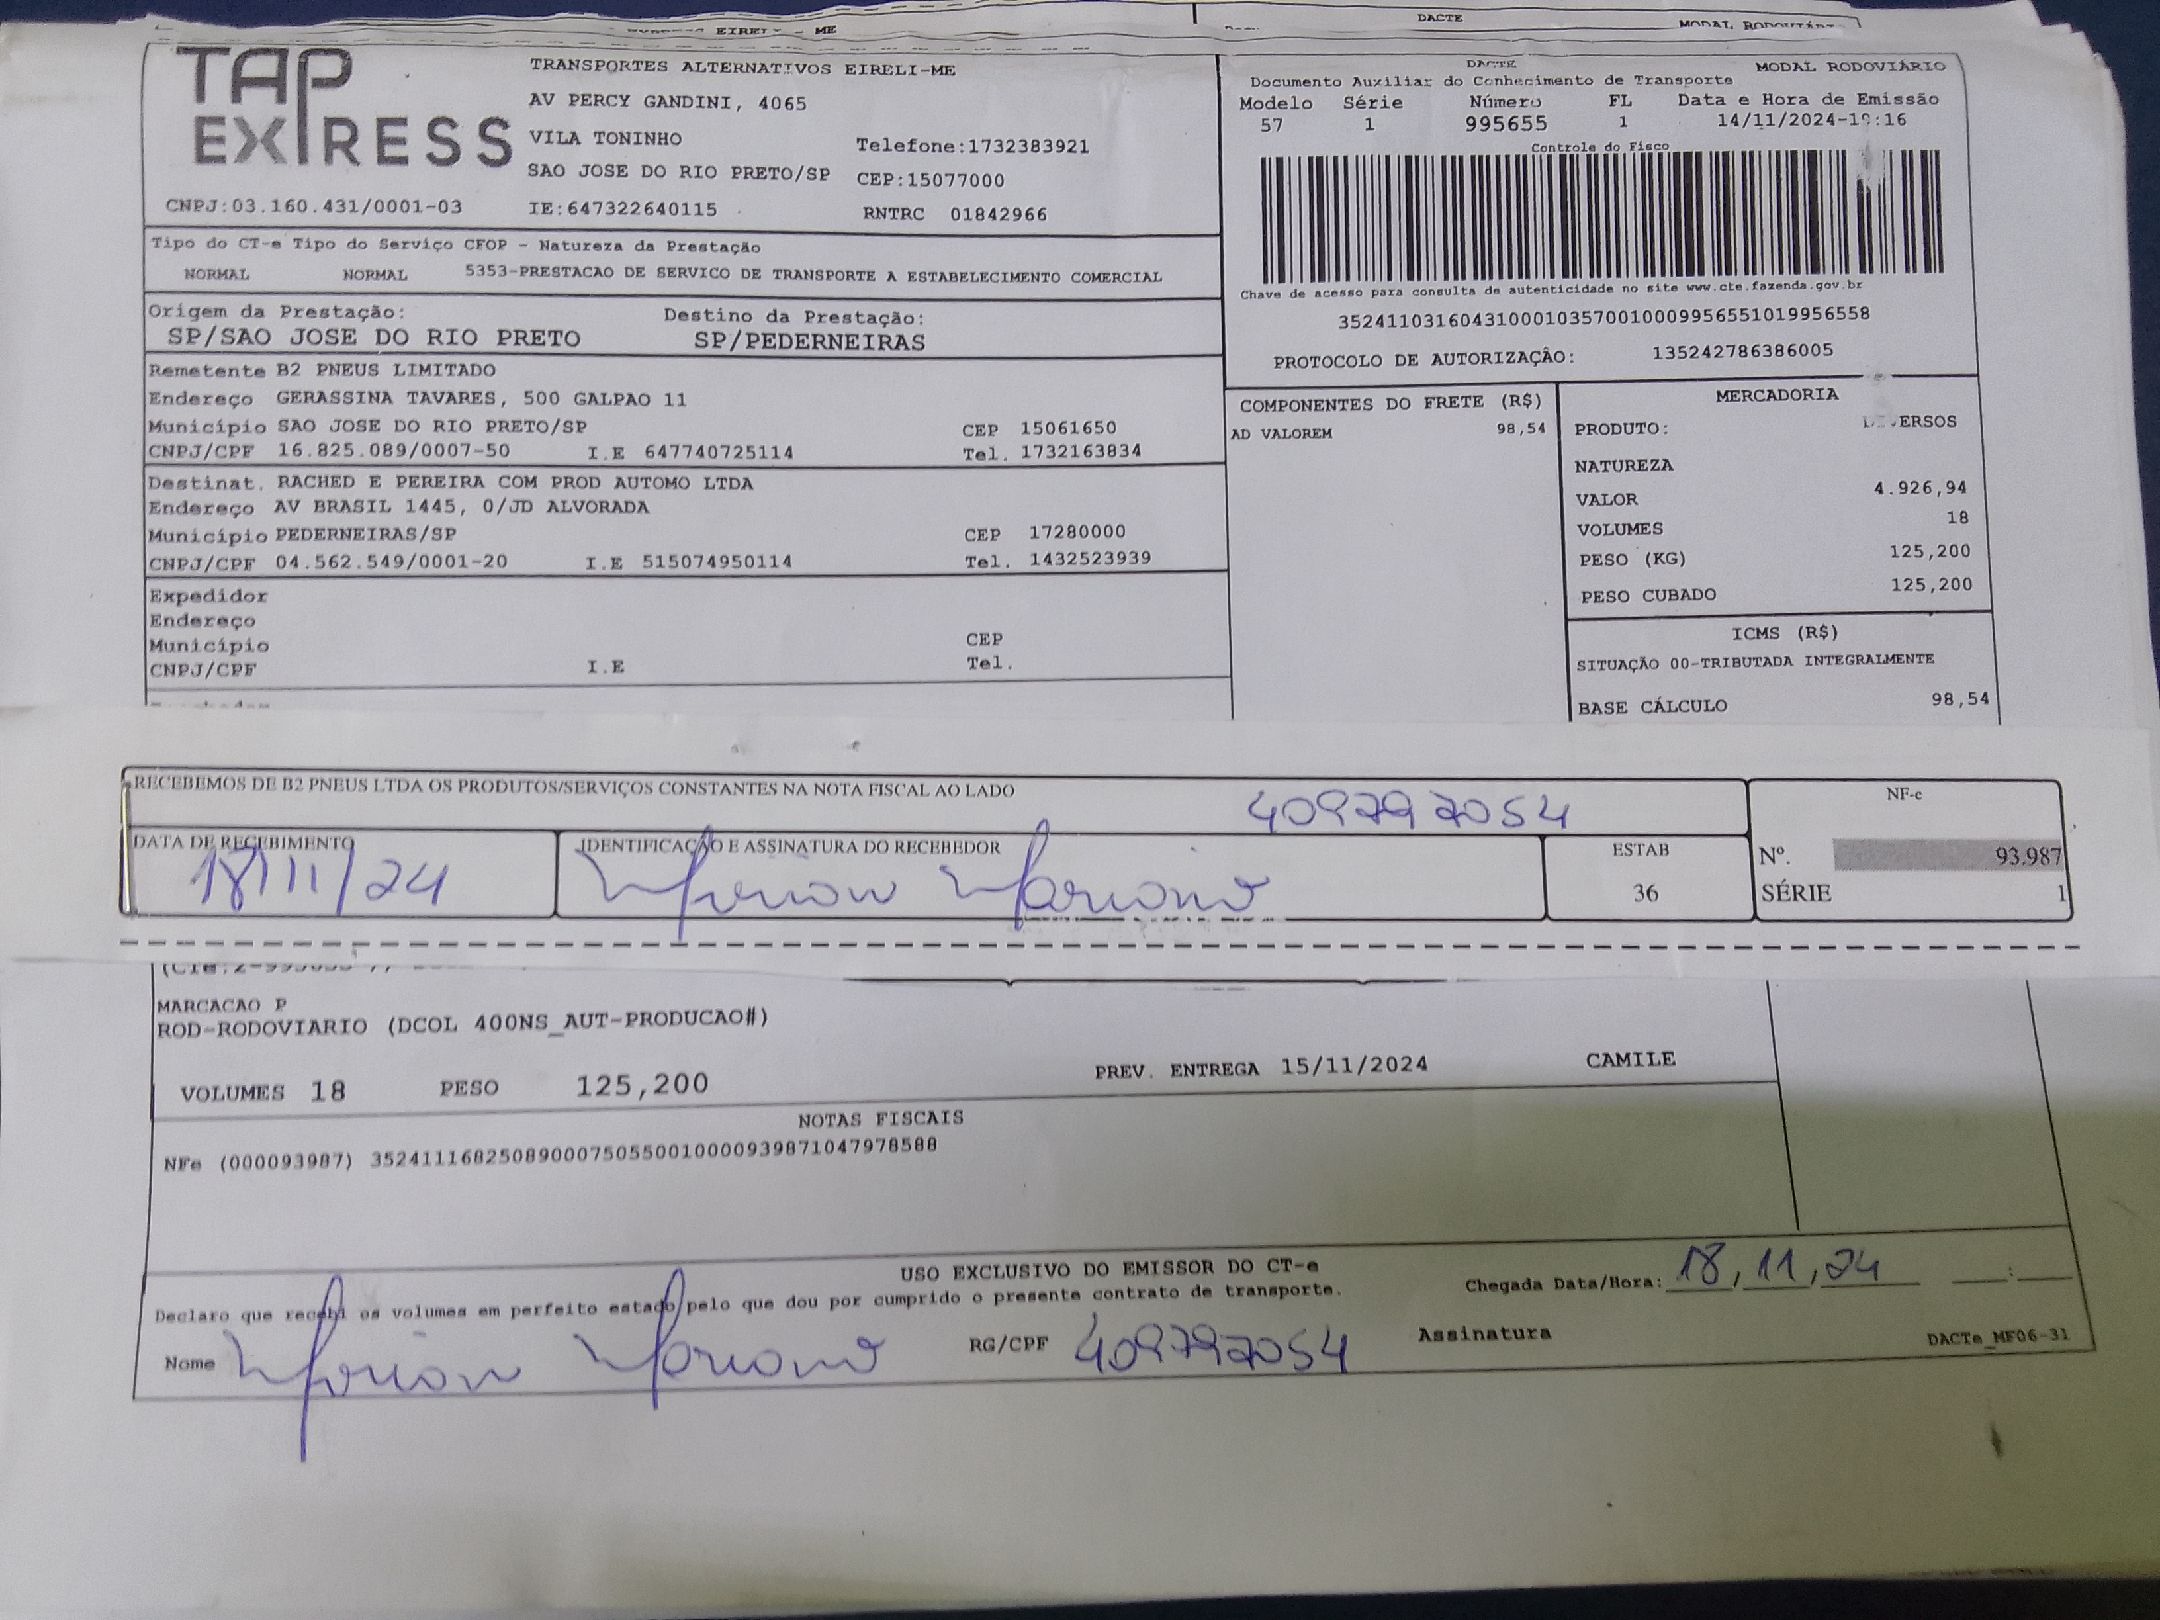 EIRELI - ME
DACTE
MODAL RODOVIÁR
TAP EXPRESS
TRANSPORTES ALTERNATIVOS EIRELI-ME
AV PERCY GANDINI, 4065
VILA TONINHO
Telefone:1732383921
SAO JOSE DO RIO PRETO/SP
CEP:15077000
CNPJ:03.160.431/0001-03
IE:647322640115
RNTRC 01842966
DACTE
MODAL RODOVIÁRIO
Documento Auxiliar do Conhecimento de Transporte
Modelo Série Número FL Data e Hora de Emissão
57 1 995655 1 14/11/2024-
Controle do Fisco
Chave de acesso para consulta de autenticidade no site www.cte.fazenda.gov.br
35241103160431000103570010009956551019956558
PROTOCOLO DE AUTORIZAÇÃO: 135242786386005
Tipo do CT-e Tipo do Serviço CFOP - Natureza da Prestação
NORMAL NORMAL 5353-PRESTACAO DE SERVICO DE TRANSPORTE A ESTABELECIMENTO COMERCIAL
Origem da Prestação: Destino da Prestação:
SP/SAO JOSE DO RIO PRETO SP/PEDERNEIRAS
Remetente B2 PNEUS LIMITADO
Endereço GERASSINA TAVARES, 500 GALPAO 11
Município SAO JOSE DO RIO PRETO/SP CEP 15061650
CNPJ/CPF 16.825.089/0007-50 I.E 647740725114 Tel. 1732163834
Destinat. RACHED E PEREIRA COM PROD AUTOMO LTDA
Endereço AV BRASIL 1445, 0/JD ALVORADA
Município PEDERNEIRAS/SP CEP 17280000
CNPJ/CPF 04.562.549/0001-20 I.E 515074950114 Tel. 1432523939
Expedidor
Endereço
Município CEP
CNPJ/CPF I.E Tel.
COMPONENTES DO FRETE (R$)
AD VALOREM 98,54
MERCADORIA
PRODUTO: VERSOS
NATUREZA
VALOR 4.926,94
VOLUMES 18
PESO (KG) 125,200
PESO CUBADO 125,200
ICMS (R$)
SITUAÇÃO 00-TRIBUTADA INTEGRALMENTE
BASE CÁLCULO 98,54
RECEBEMOS DE B2 PNEUS LTDA OS PRODUTOS/SERVIÇOS CONSTANTES NA NOTA FISCAL AO LADO
4097977054
NF-e
DATA DE RECEBIMENTO
18/11/24
IDENTIFICAÇÃO E ASSINATURA DO RECEBEDOR
ESTAB
36
Nº. 93.987
SÉRIE 1
MARCACAO P
ROD-RODOVIARIO (DCOL 400NS_AUT-PRODUCAO#)
VOLUMES 18 PESO 125,200 PREV. ENTREGA 15/11/2024 CAMILE
NOTAS FISCAIS
NFe (000093987) 35241116825089000750550010000939871047978588
USO EXCLUSIVO DO EMISSOR DO CT-e
Declaro que recebi os volumes em perfeito estado pelo que dou por cumprido o presente contrato de transporte.
Chegada Data/Hora: 18, 11, 24 :
Nome
RG/CPF 4097977054
Assinatura
DACTe_MF06-31